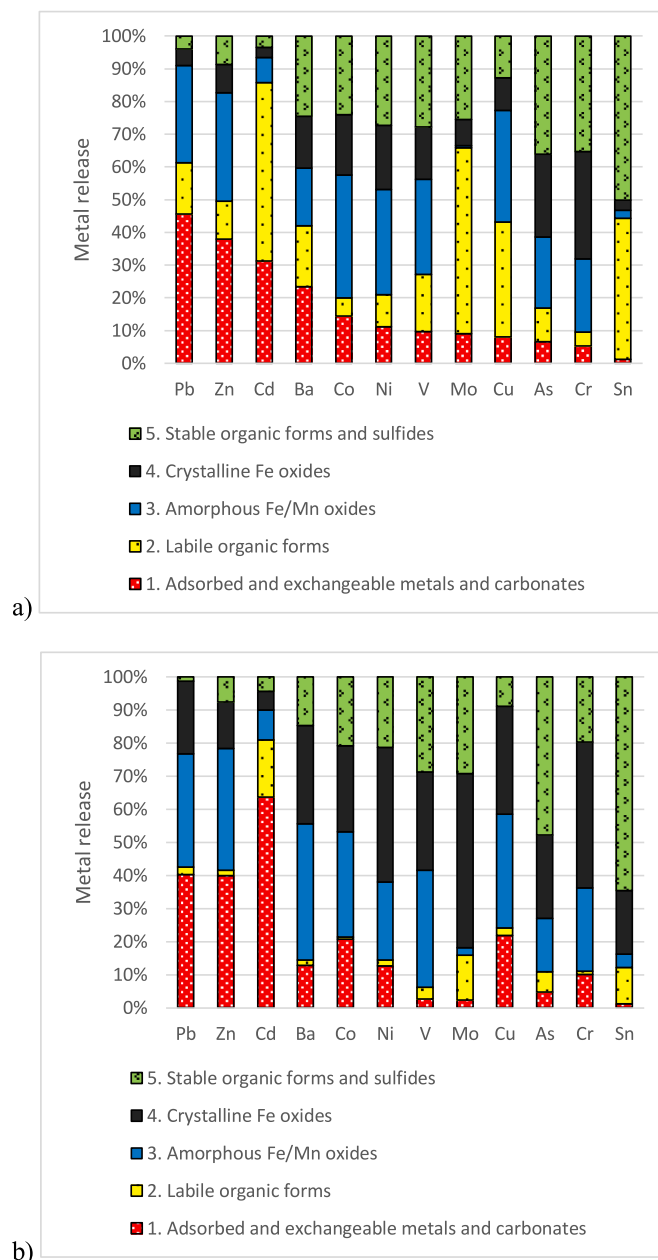 100%
90%
80%
70%
60%
50%
40%
30%
20%
10%
0%
Metal release
Pb Zn Cd Ba Co Ni V Mo Cu As Cr Sn
5. Stable organic forms and sulfides
4. Crystalline Fe oxides
3. Amorphous Fe/Mn oxides
2. Labile organic forms
1. Adsorbed and exchangeable metals and carbonates
a)
100%
90%
80%
70%
60%
50%
40%
30%
20%
10%
0%
Metal release
Pb Zn Cd Ba Co Ni V Mo Cu As Cr Sn
5. Stable organic forms and sulfides
4. Crystalline Fe oxides
3. Amorphous Fe/Mn oxides
2. Labile organic forms
1. Adsorbed and exchangeable metals and carbonates
b)